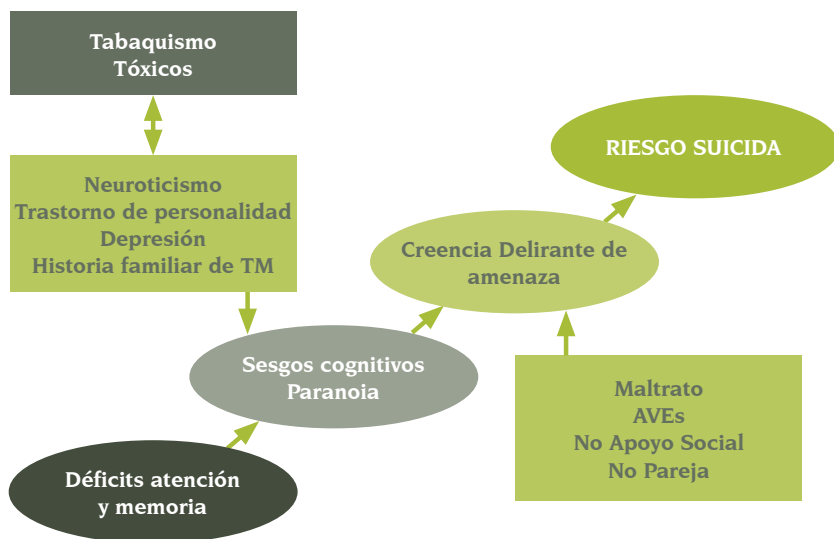 Tabaquismo
Tóxicos
RIESGO SUICIDA
Neuroticismo
Trastorno de personalidad
Depresión
Historia familiar de TM
Creencia Delirante de
amenaza
Sesgos cognitivos
Paranoia
Maltrato
AVEs
No Apoyo Social
No Pareja
Déficits atención
y memoria